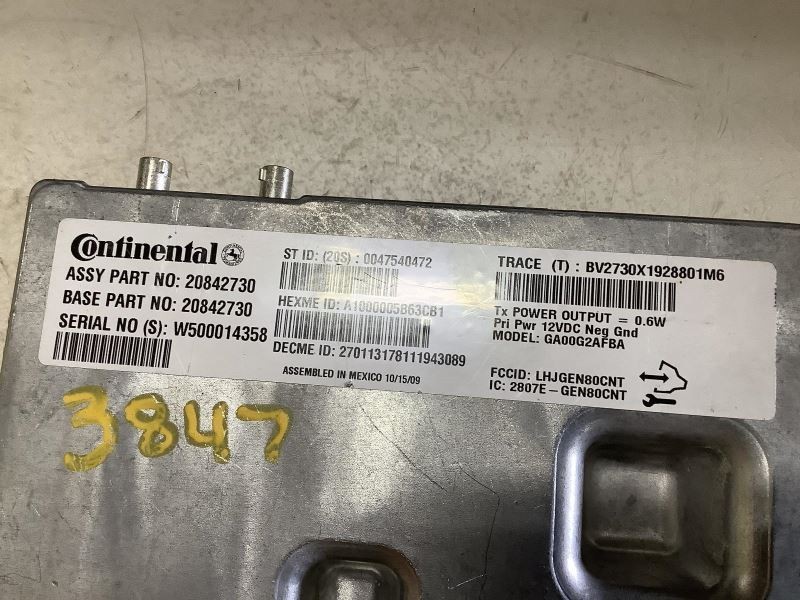 Continental
ASSY PART NO: 20842730
BASE PART NO: 20842730
SERIAL NO (S): W500014358
ST ID: (20S) : 0047540472
HEXME ID: A1000005B63CB1
DECME ID: 270113178111943089
ASSEMBLED IN MEXICO 10/15/09
TRACE (T) : BV2730X1928801M6
Tx POWER OUTPUT = 0.6W
Pri Pwr 12VDC Neg Gnd
MODEL: GA00G2AFBA
FCCID: LHJGEN80CNT
IC: 2807E-GEN80CNT
3847